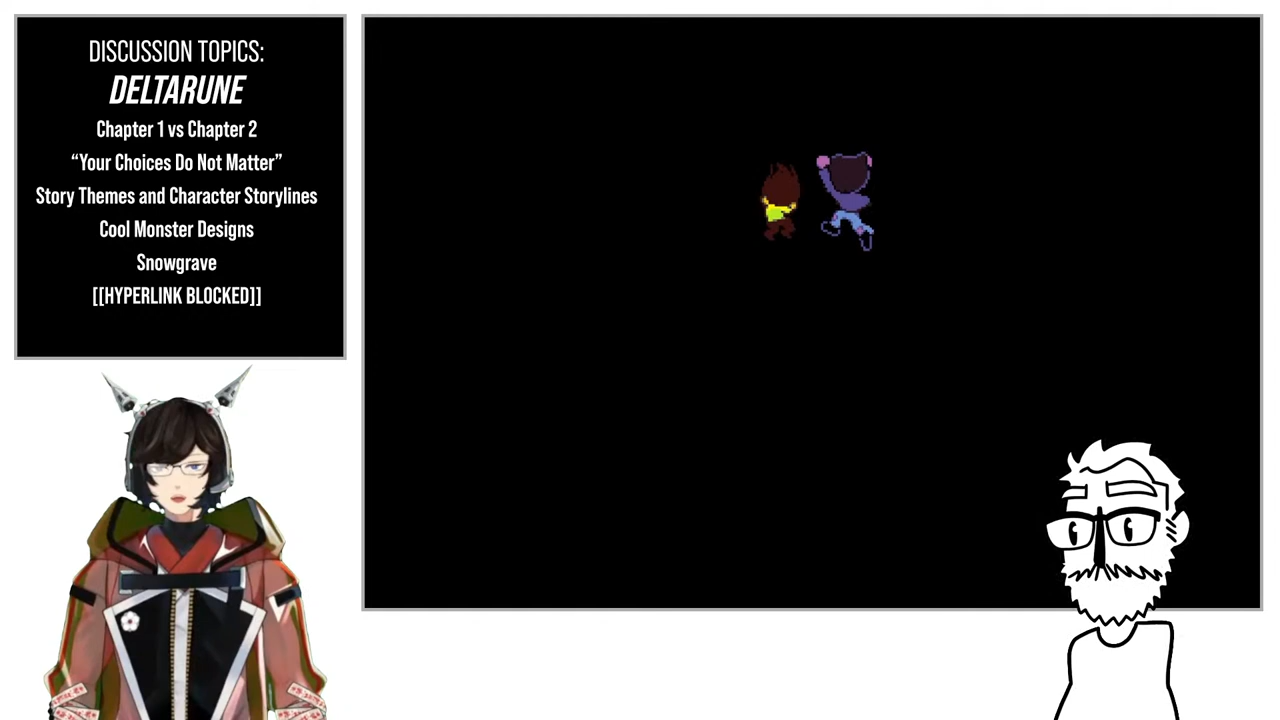 DISCUSSION TOPICS:
DELTARUNE
Chapter 1 vs Chapter 2
“Your Choices Do Not Matter”
Story Themes and Character Storylines
Cool Monster Designs
Snowgrave
[[HYPERLINK BLOCKED]]